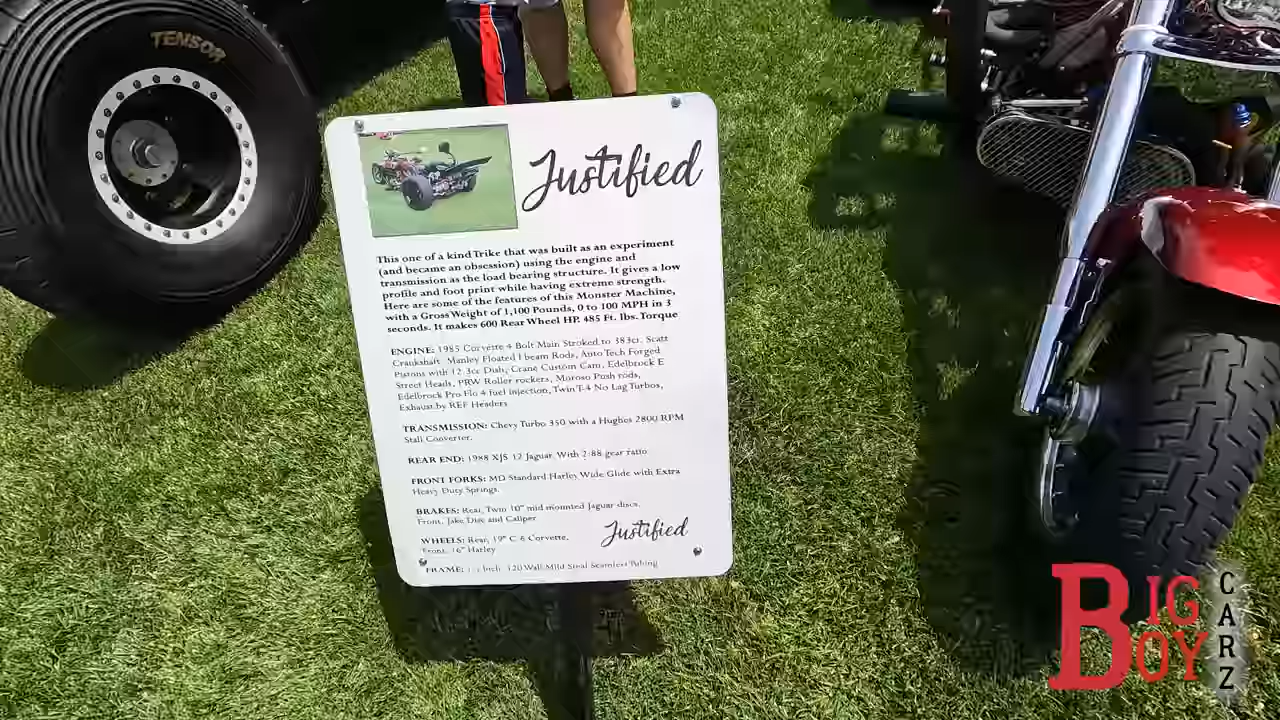 TENSOR
Justified
This one of a kind Trike that was built as an experiment
(and became an obsession) using the engine and
transmission as the load bearing structure. It gives a low
profile and foot print while having extreme strength.
Here are some of the features of this Monster Machine,
with a Gross Weight of 1,100 Pounds, 0 to 100 MPH in 3
seconds. It makes 600 Rear Wheel HP. 485 Ft. lbs. Torque
ENGINE: 1985 Corvette 4 Bolt Main Stroked to 383ci. Scatt
Crankshaft. Manley Floated I beam Rods, Auto Tech Forged
Pistons with 12.3cc Dish, Crane Custom Cam, Edelbrock E
Street Heads, PRW Roller rockers, Moroso Push rods,
Edelbrock Pro Flo 4 fuel injection, Twin T-4 No Lag Turbos,
Exhaust by REF Headers
TRANSMISSION: Chevy Turbo 350 with a Hughes 2800 RPM
Stall Converter.
REAR END: 1988 XJS 12 Jaguar With 2:88 gear ratio
FRONT FORKS: MD Standard Harley Wide Glide with Extra
Heavy Duty Springs.
BRAKES: Rear, Twin 10" mid mounted Jaguar discs.
Front, Jake Disc and Caliper
WHEELS: Rear, 19" C 6 Corvette,
Front, 16" Harley
Justified
FRAME: Inch .120 Wall Mild Steal Seamless Tubing
BIG BOY CARZ